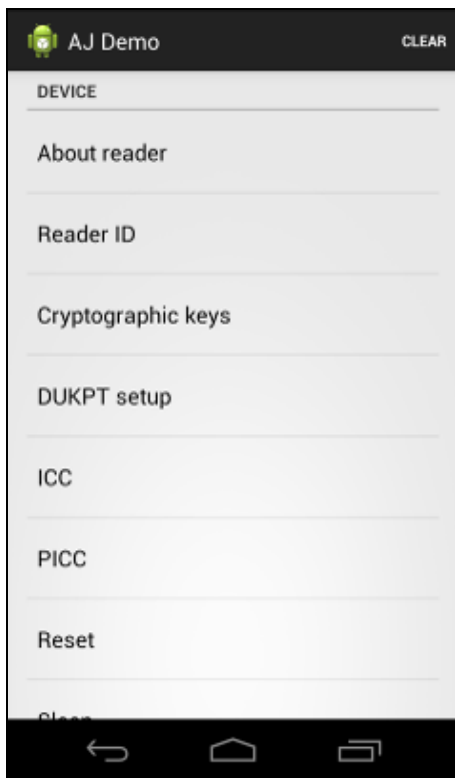 AJ Demo
CLEAR
DEVICE
About reader
Reader ID
Cryptographic keys
DUKPT setup
ICC
PICC
Reset